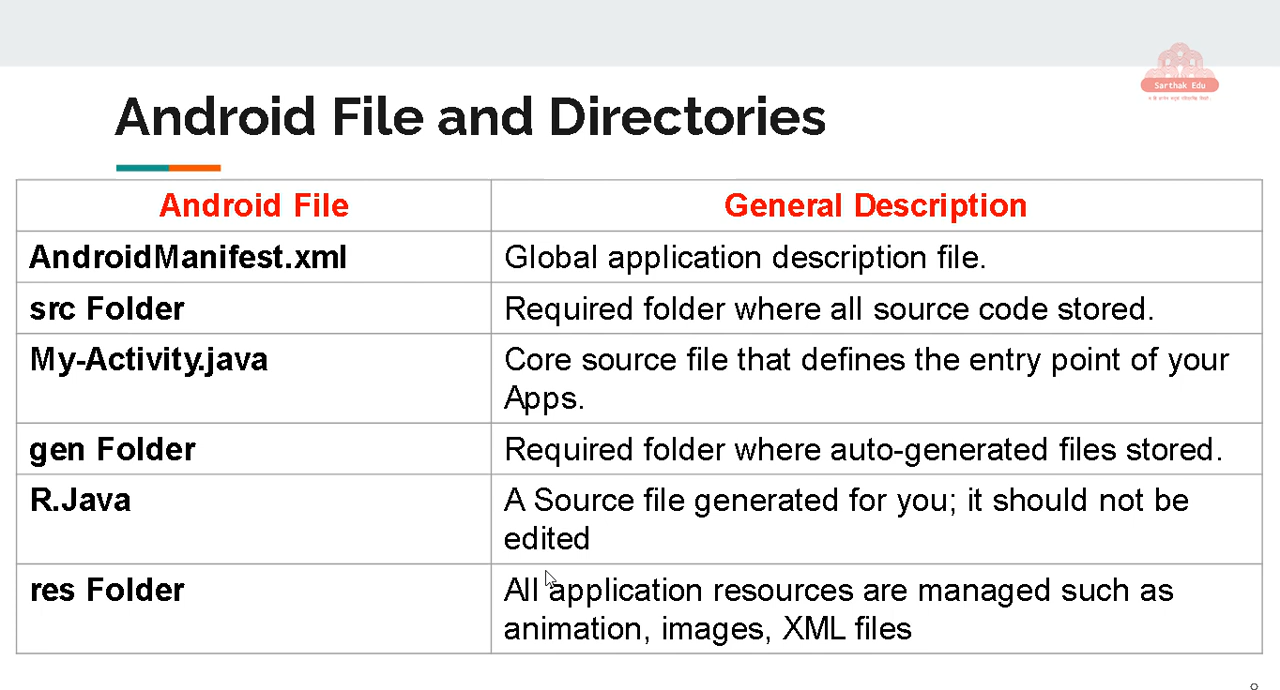 Sarthak Edu
Android File and Directories
Android File
General Description
AndroidManifest.xml
Global application description file.
src Folder
Required folder where all source code stored.
My-Activity.java
Core source file that defines the entry point of your
Apps.
gen Folder
Required folder where auto-generated files stored.
R.Java
A Source file generated for you; it should not be
edited
res Folder
All application resources are managed such as
animation, images, XML files